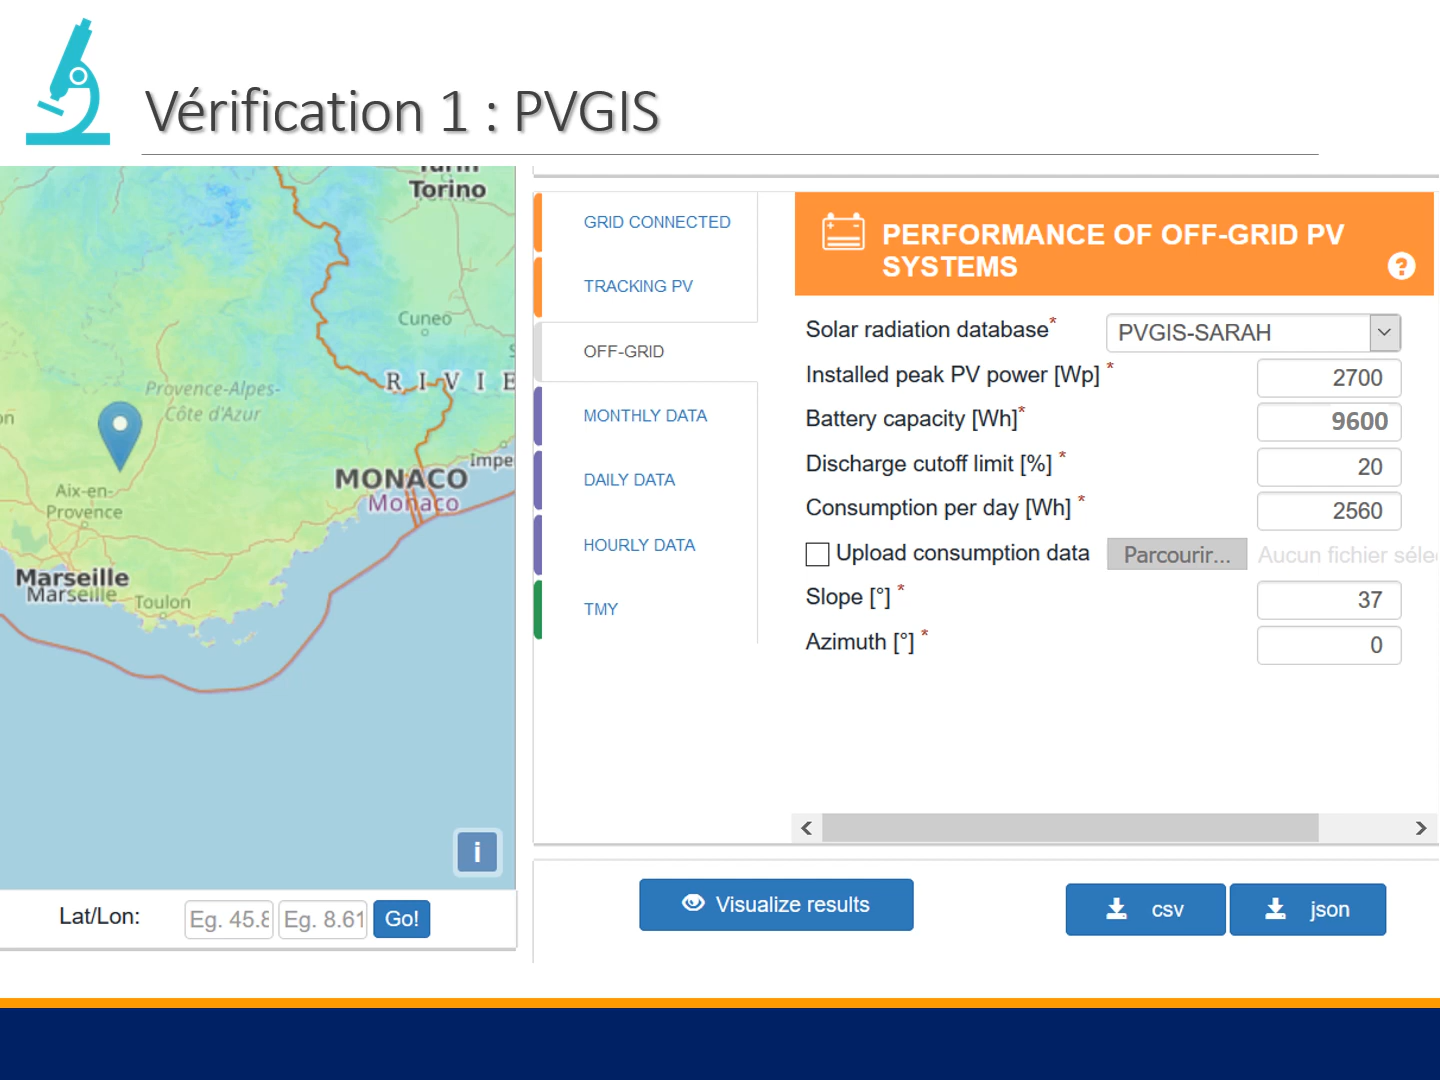 Vérification 1 : PVGIS
Torino
Cuneo
R I V I E
Provence-Alpes-
Côte d'Azur
on
MONACO
Monaco
Impe
Aix-en-
Provence
Marseille
Marseille
Toulon
i
Lat/Lon:
Eg. 45.8
Eg. 8.61
Go!
GRID CONNECTED
TRACKING PV
OFF-GRID
MONTHLY DATA
DAILY DATA
HOURLY DATA
TMY
PERFORMANCE OF OFF-GRID PV
SYSTEMS
?
Solar radiation database* PVGIS-SARAH
Installed peak PV power [Wp] * 2700
Battery capacity [Wh]* 9600
Discharge cutoff limit [%] * 20
Consumption per day [Wh] * 2560
Upload consumption data Parcourir... Aucun fichier séle
Slope [°] * 37
Azimuth [°] * 0
Visualize results
csv
json